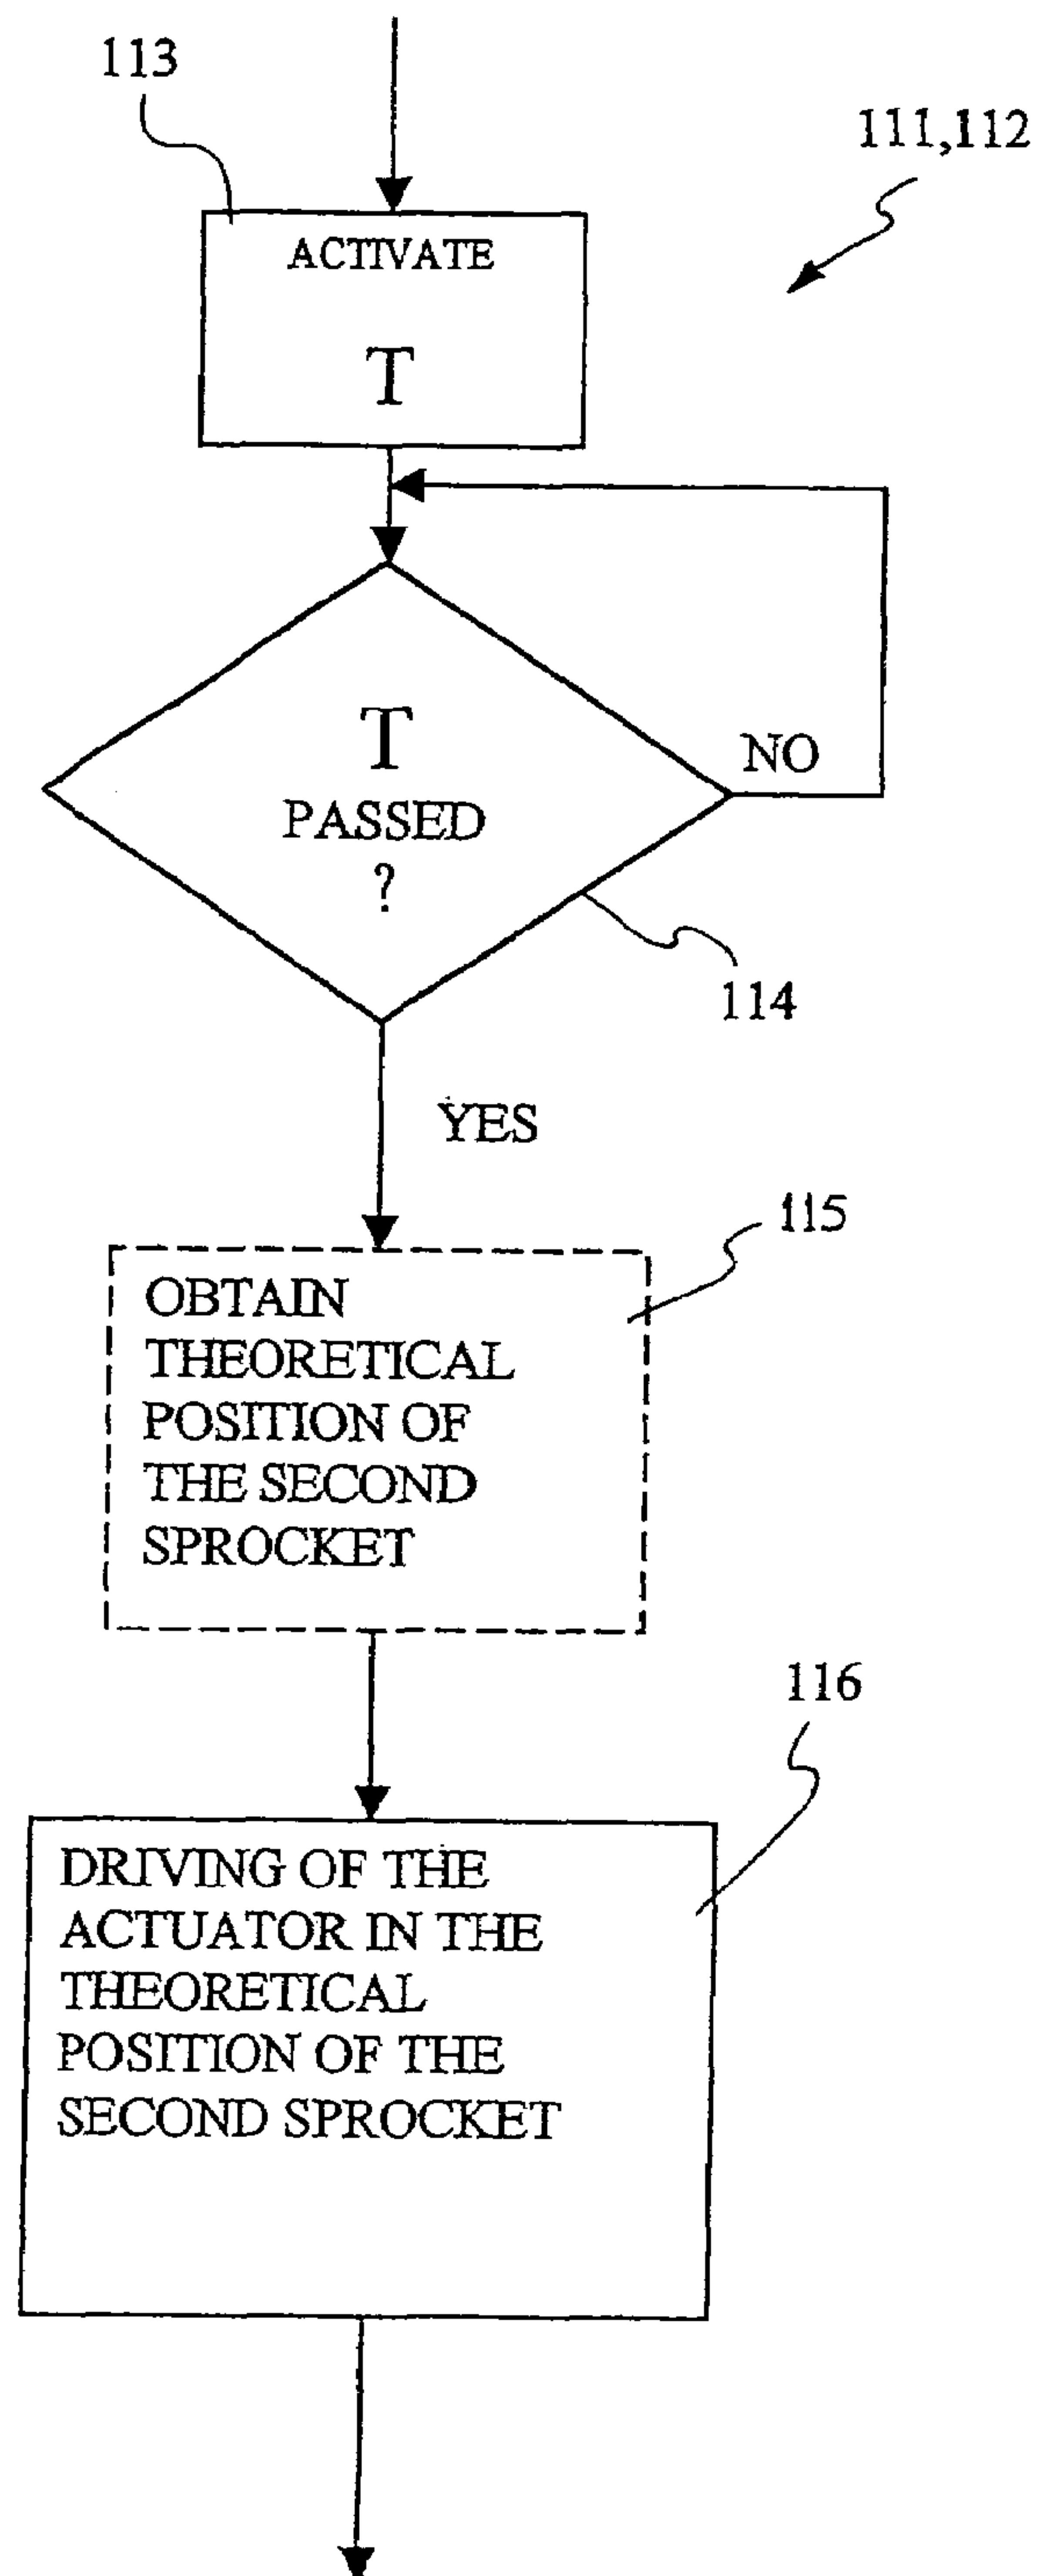 113
111,112
ACTIVATE
T
T
PASSED
?
NO
114
YES
115
OBTAIN
THEORETICAL
POSITION OF
THE SECOND
SPROCKET
116
DRIVING OF THE
ACTUATOR IN THE
THEORETICAL
POSITION OF THE
SECOND SPROCKET